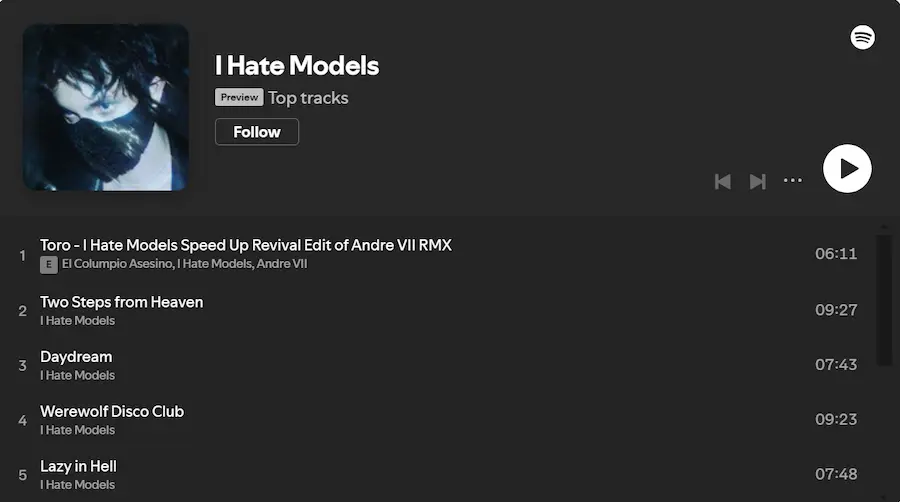 I Hate Models
Preview Top tracks
Follow
1 Toro - I Hate Models Speed Up Revival Edit of Andre VII RMX 06:11
E El Columpio Asesino, I Hate Models, Andre VII
2 Two Steps from Heaven 09:27
I Hate Models
3 Daydream 07:43
I Hate Models
4 Werewolf Disco Club 09:23
I Hate Models
5 Lazy in Hell 07:48
I Hate Models